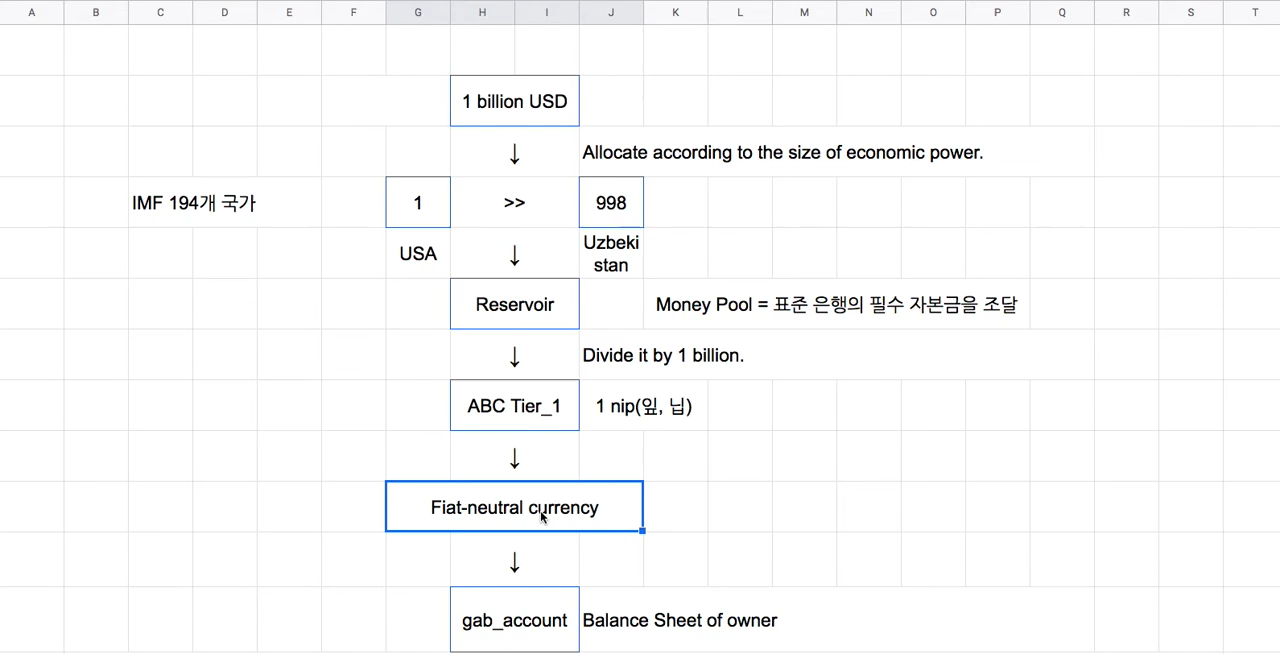 A B C D E F G H I J K L M N O P Q R S T
1 billion USD
↓ Allocate according to the size of economic power.
IMF 194개 국가 1 >> 998
USA ↓ Uzbeki
stan
Reservoir Money Pool = 표준 은행의 필수 자본금을 조달
↓ Divide it by 1 billion.
ABC Tier_1 1 nip(잎, 닙)
↓
Fiat-neutral currency
↓
gab_account Balance Sheet of owner